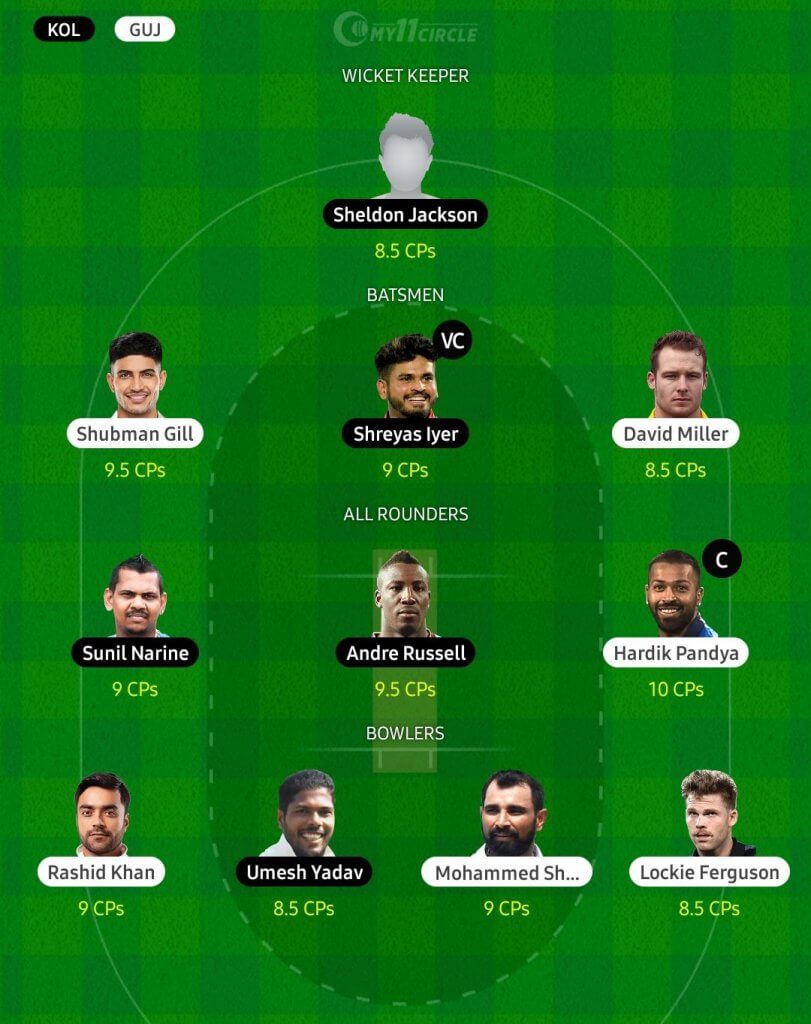 KOL GUJ MY11CIRCLE
WICKET KEEPER
Sheldon Jackson
8.5 CPs
BATSMEN
VC
Shubman Gill Shreyas Iyer David Miller
9.5 CPs 9 CPs 8.5 CPs
ALL ROUNDERS
C
Sunil Narine Andre Russell Hardik Pandya
9 CPs 9.5 CPs 10 CPs
BOWLERS
Rashid Khan Umesh Yadav Mohammed Sh... Lockie Ferguson
9 CPs 8.5 CPs 9 CPs 8.5 CPs